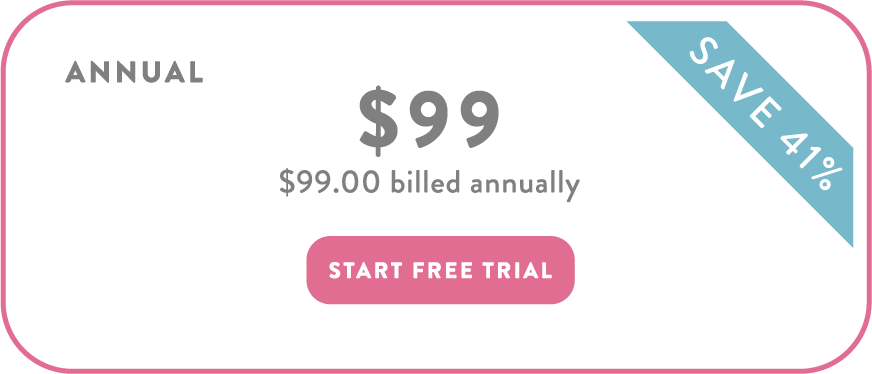 ANNUAL
SAVE 41%
$99
$99.00 billed annually
START FREE TRIAL